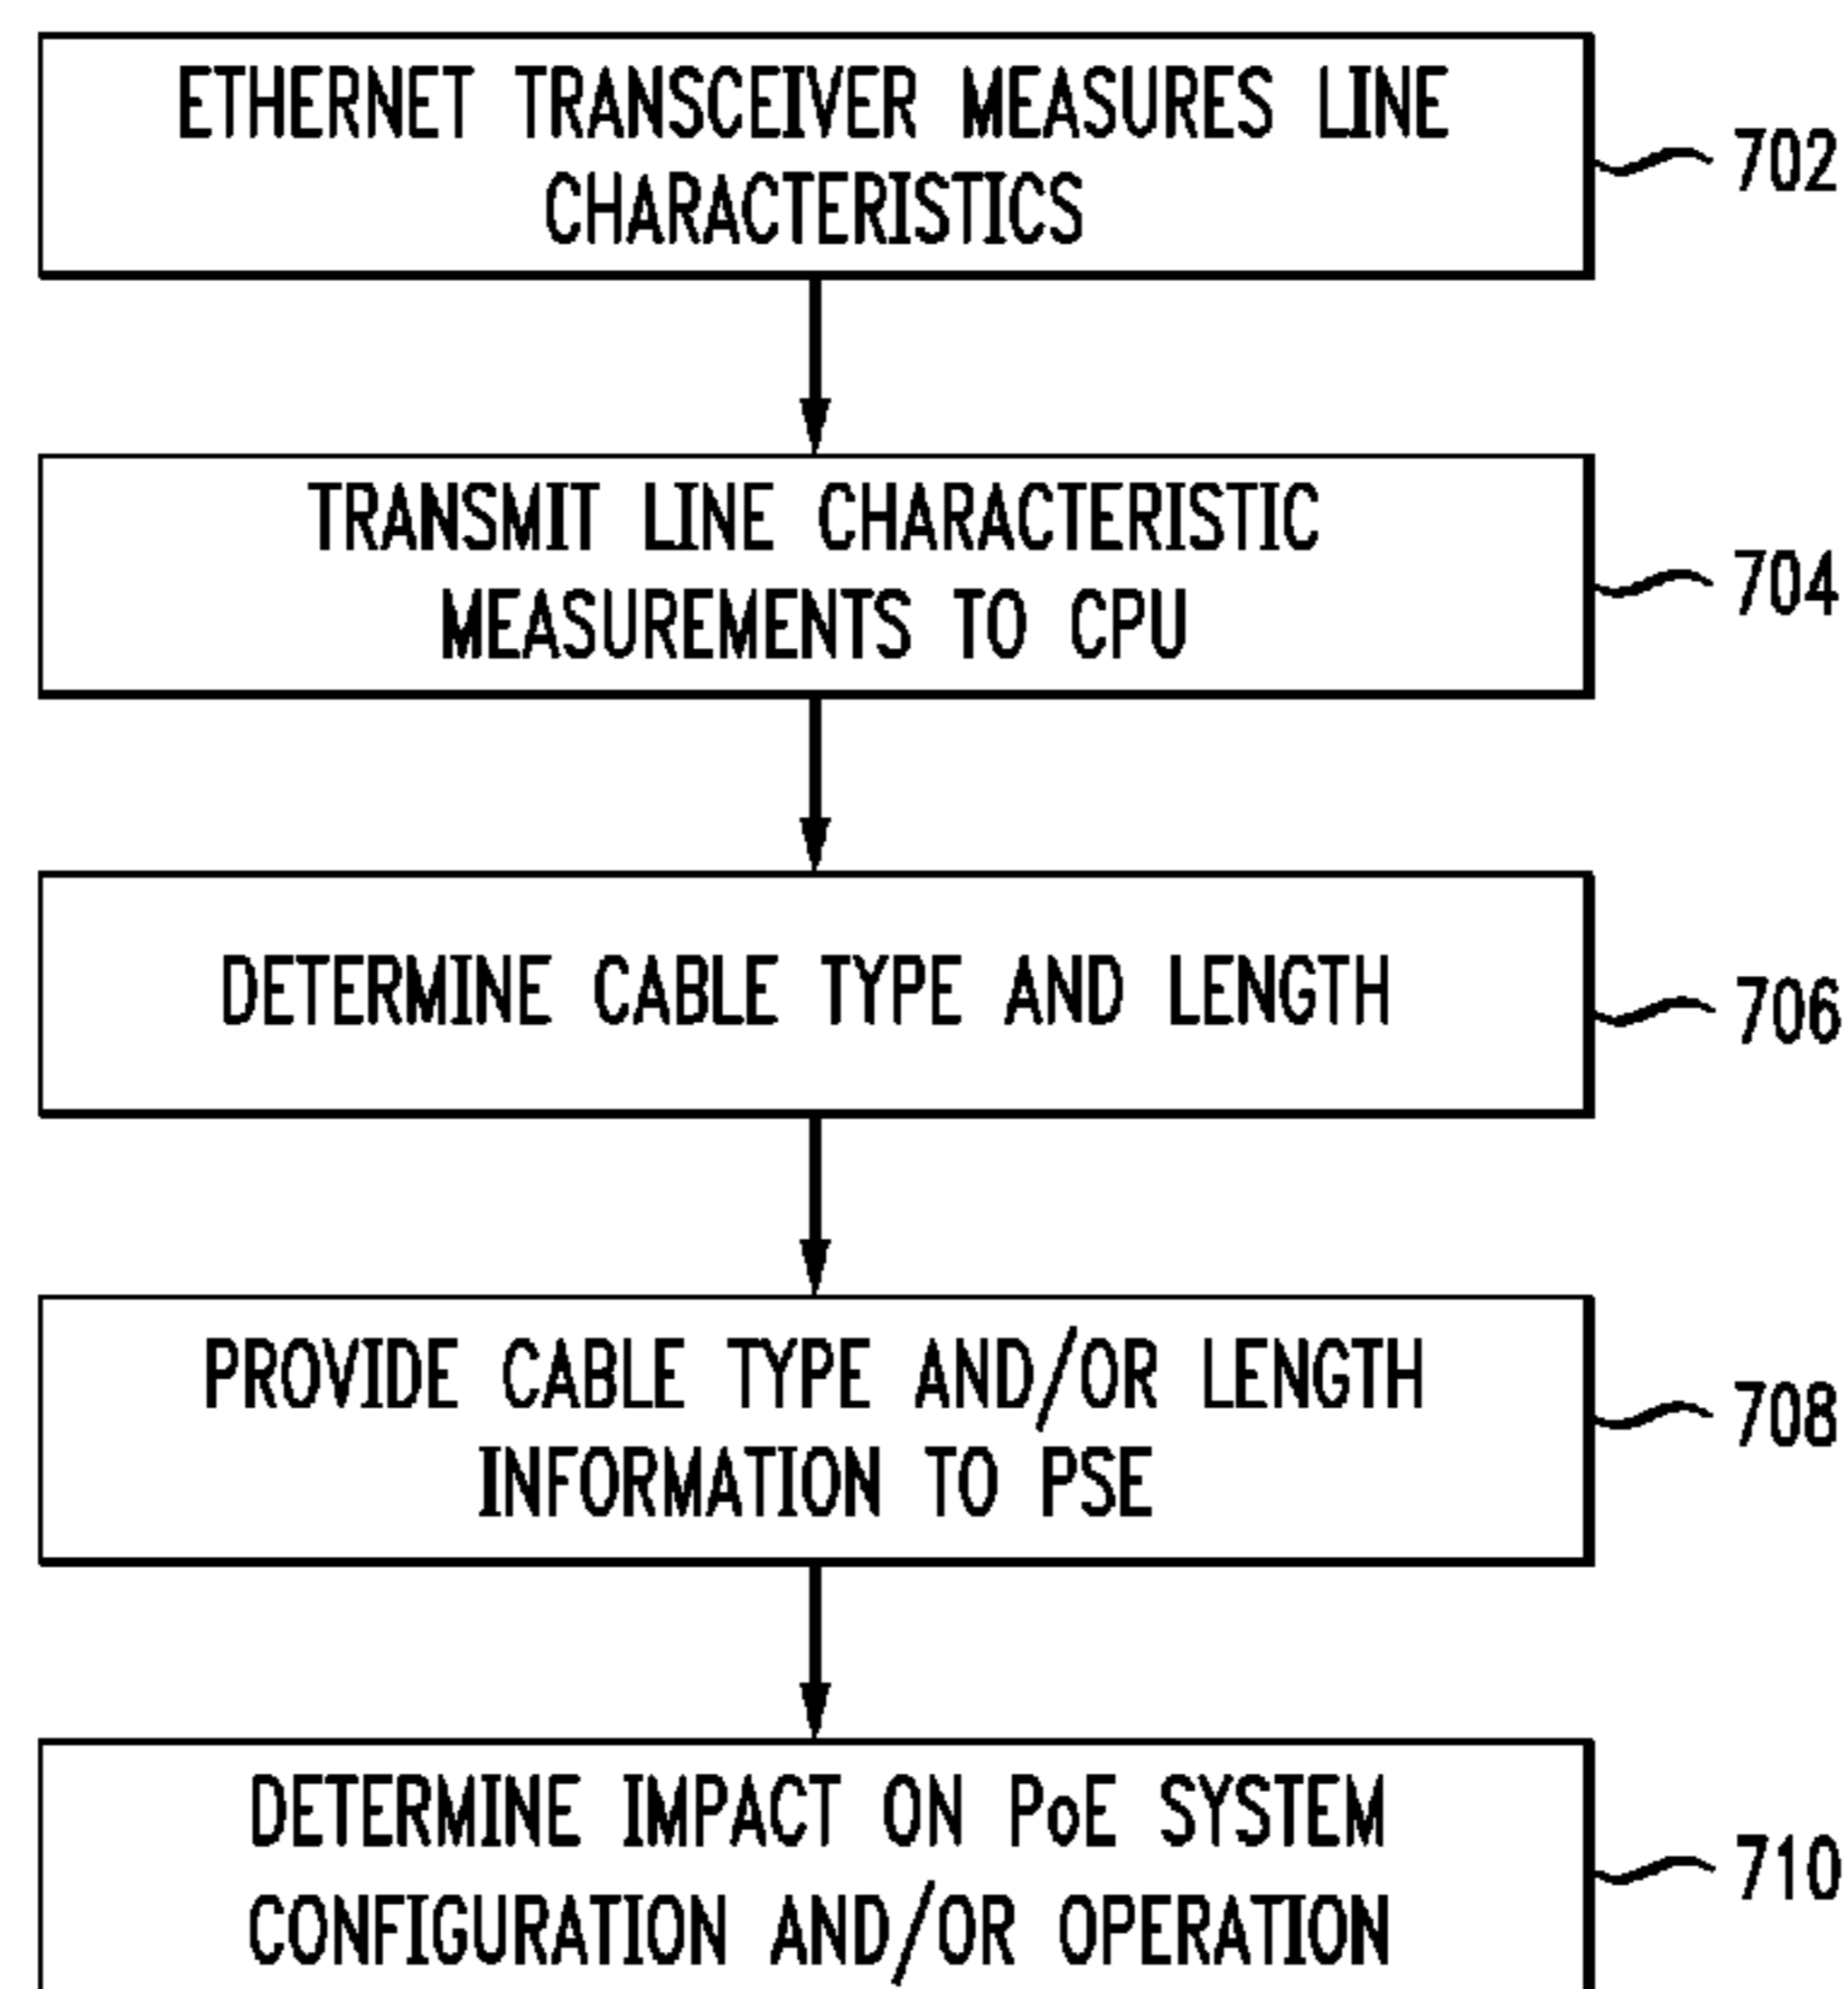 ETHERNET TRANSCEIVER MEASURES LINE
CHARACTERISTICS
702
TRANSMIT LINE CHARACTERISTIC
MEASUREMENTS TO CPU
704
DETERMINE CABLE TYPE AND LENGTH
706
PROVIDE CABLE TYPE AND/OR LENGTH
INFORMATION TO PSE
708
DETERMINE IMPACT ON PoE SYSTEM
CONFIGURATION AND/OR OPERATION
710